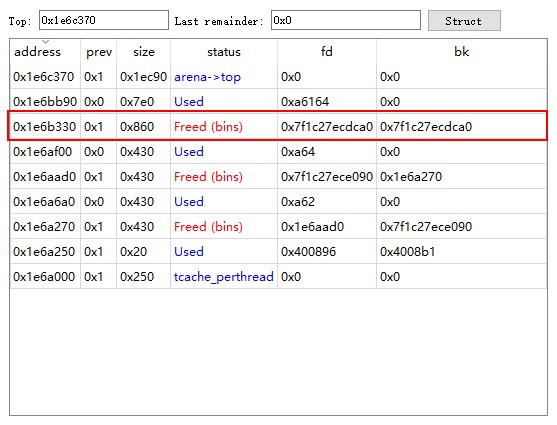 Top: 0x1e6c370 Last remainder: 0x0 Struct
address prev size status fd bk
0x1e6c370 0x1 0x1ec90 arena->top 0x0 0x0
0x1e6bb90 0x0 0x7e0 Used 0xa6164 0x0
0x1e6b330 0x1 0x860 Freed (bins) 0x7f1c27ecdca0 0x7f1c27ecdca0
0x1e6af00 0x0 0x430 Used 0xa64 0x0
0x1e6aad0 0x1 0x430 Freed (bins) 0x7f1c27ece090 0x1e6a270
0x1e6a6a0 0x0 0x430 Used 0xa62 0x0
0x1e6a270 0x1 0x430 Freed (bins) 0x1e6aad0 0x7f1c27ece090
0x1e6a250 0x1 0x20 Used 0x400896 0x4008b1
0x1e6a000 0x1 0x250 tcache_perthread 0x0 0x0